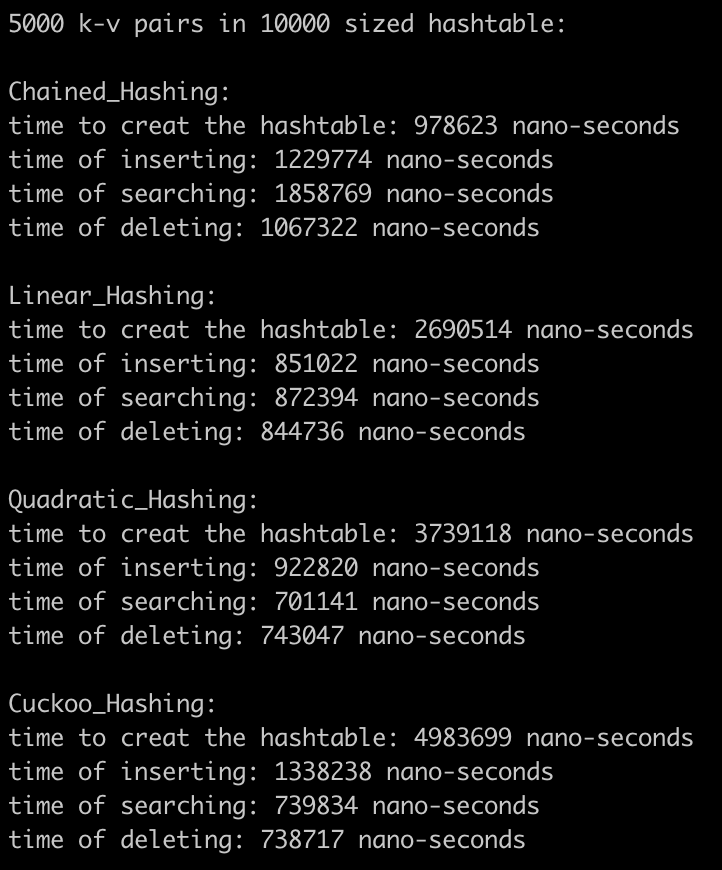 5000 k-v pairs in 10000 sized hashtable:
Chained_Hashing:
time to creat the hashtable: 978623 nano-seconds
time of inserting: 1229774 nano-seconds
time of searching: 1858769 nano-seconds
time of deleting: 1067322 nano-seconds
Linear_Hashing:
time to creat the hashtable: 2690514 nano-seconds
time of inserting: 851022 nano-seconds
time of searching: 872394 nano-seconds
time of deleting: 844736 nano-seconds
Quadratic_Hashing:
time to creat the hashtable: 3739118 nano-seconds
time of inserting: 922820 nano-seconds
time of searching: 701141 nano-seconds
time of deleting: 743047 nano-seconds
Cuckoo_Hashing:
time to creat the hashtable: 4983699 nano-seconds
time of inserting: 1338238 nano-seconds
time of searching: 739834 nano-seconds
time of deleting: 738717 nano-seconds